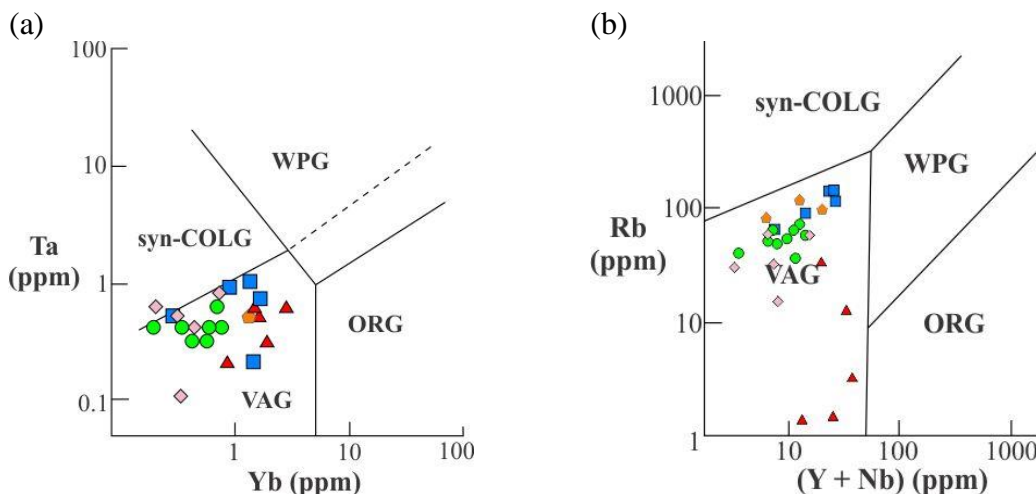 (a)
100
10
1
0.1
Ta
(ppm)
WPG
syn-COLG
ORG
VAG
1
10
100
Yb (ppm)
(b)
1000
100
10
1
Rb
(ppm)
syn-COLG
WPG
VAG
ORG
10
100
1000
(Y + Nb) (ppm)